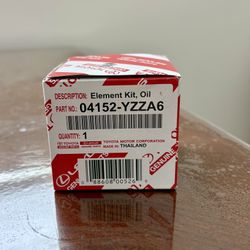 DESCRIPTION: Element Kit, Oil
PART NO.: 04152-YZZA6
QUANTITY: 1
TOYOTA MOTOR CORPORATION
MADE IN THAILAND
GENUINE